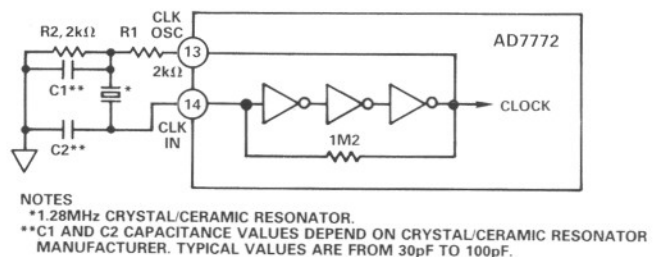 CLK
OSC
R2, 2kΩ
R1
13
AD7772
2kΩ
C1**
*
14
CLOCK
CLK
IN
1M2
C2**
NOTES
*1.28MHz CRYSTAL/CERAMIC RESONATOR.
**C1 AND C2 CAPACITANCE VALUES DEPEND ON CRYSTAL/CERAMIC RESONATOR
MANUFACTURER. TYPICAL VALUES ARE FROM 30pF TO 100pF.